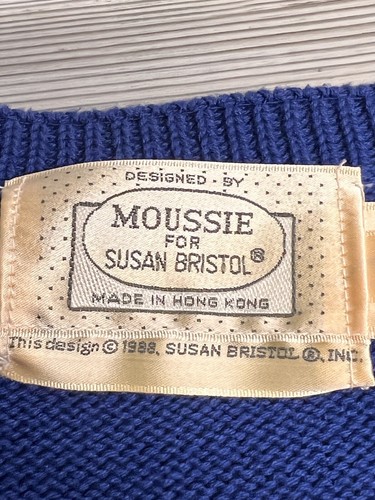 DESIGNED · BY
MOUSSIE
FOR
SUSAN BRISTOL®
MADE IN HONG KONG
This design © 1988, SUSAN BRISTOL ®, INC.